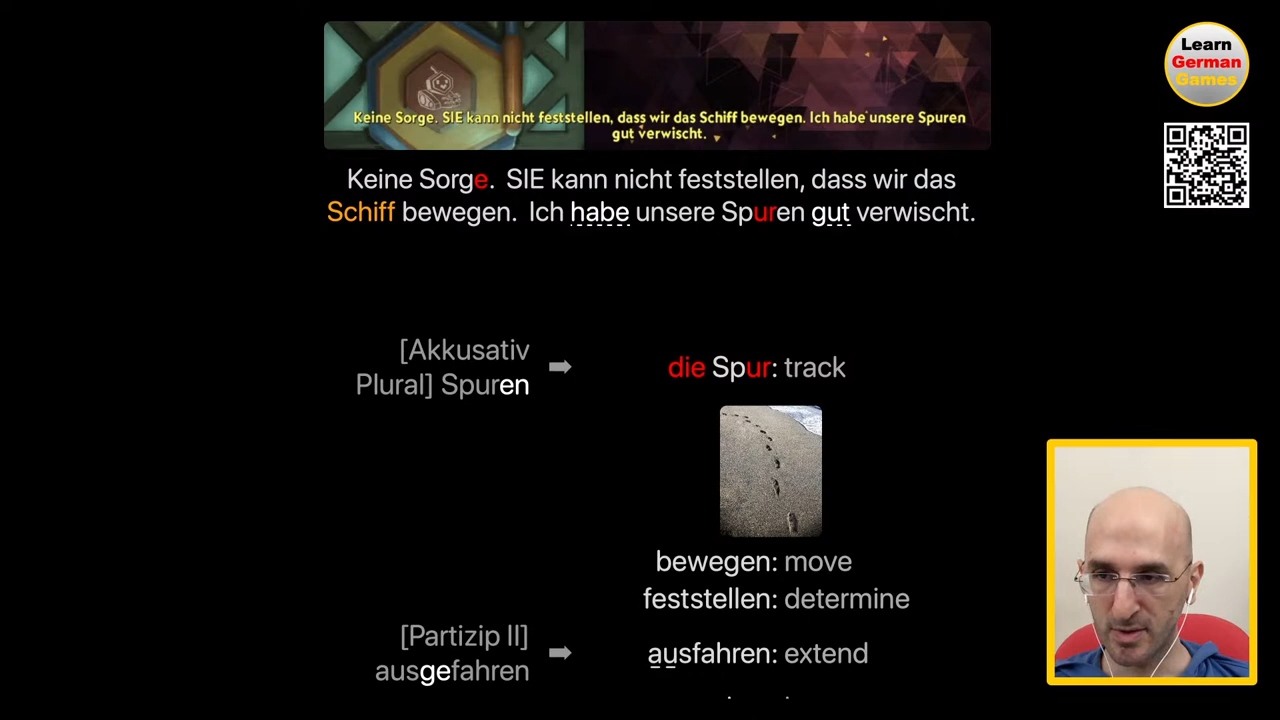 Keine Sorge. SIE kann nicht feststellen, dass wir das Schiff bewegen. Ich habe unsere Spuren
gut verwischt.
Learn
German
Games
Keine Sorge. SIE kann nicht feststellen, dass wir das
Schiff bewegen. Ich habe unsere Spuren gut verwischt.
[Akkusativ
Plural] Spuren
➡ die Spur: track
bewegen: move
feststellen: determine
[Partizip II]
ausgefahren
➡ ausfahren: extend